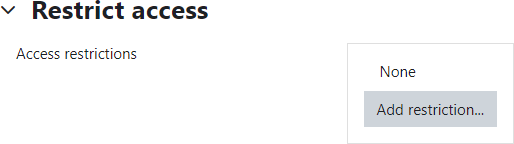 Restrict access
Access restrictions
None
Add restriction...